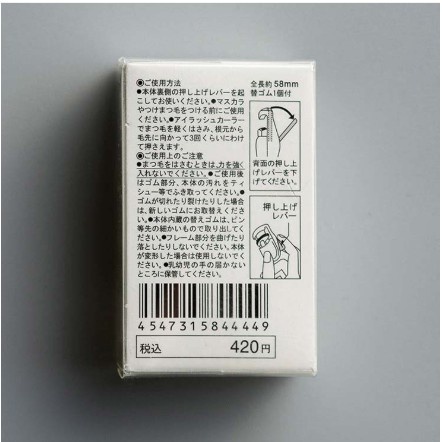 ◎ご使用方法
●本体裏側の押し上げレバーを起
こしてお使いください。●マスカラ
やつけまつ毛をつける前にご使用
ください。●アイラッシュカーラー
でまつ毛を軽くはさみ、根元から
毛先に向かって3回くらいにわけ
て押さえます。
◎ご使用上のご注意
●まつ毛をはさむときは、力を強く
入れないでください。●ご使用後
はゴム部分、本体の汚れをティ
シュー等でふき取ってください。●
ゴムが切れたり裂けたりした場合
は、新しいゴムにお取替えくださ
い。●本体内蔵の替えゴムは、ピン
等先の細かいもので取り出してく
ださい。●フレーム部分を曲げたり
落としたりしないでください。本体
が変形した場合は使用しないでくだ
さい。●乳幼児の手の届かない
ところに保管してください。
全長約58mm
替ゴム1個付
背面の押し上
げレバーを下
げてください。
押し上げ
レバー
4547315844449
税込 420円